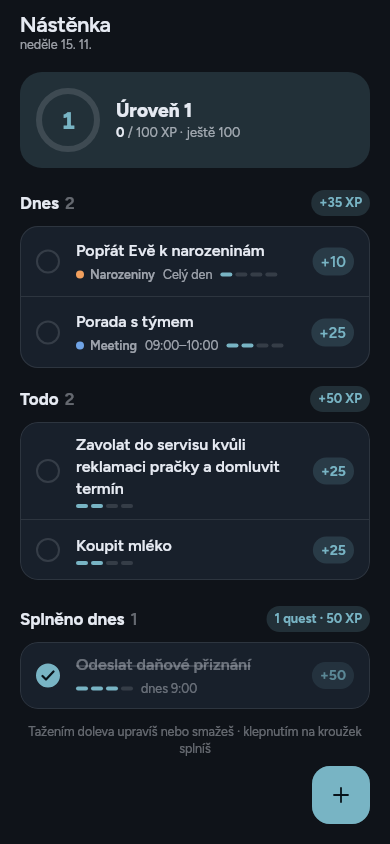 Nástěnka
neděle 15. 11.
1
Úroveň 1
0 / 100 XP · ještě 100
Dnes 2
+35 XP
Popřát Evě k narozeninám
Narozeniny Celý den
+10
Porada s týmem
Meeting 09:00–10:00
+25
Todo 2
+50 XP
Zavolat do servisu kvůli
reklamaci pračky a domluvit
termín
+25
Koupit mléko
+25
Splněno dnes 1
1 quest · 50 XP
Odeslat daňové přiznání
dnes 9:00
+50
Tažením doleva upravíš nebo smažeš · klepnutím na kroužek
splníš
+